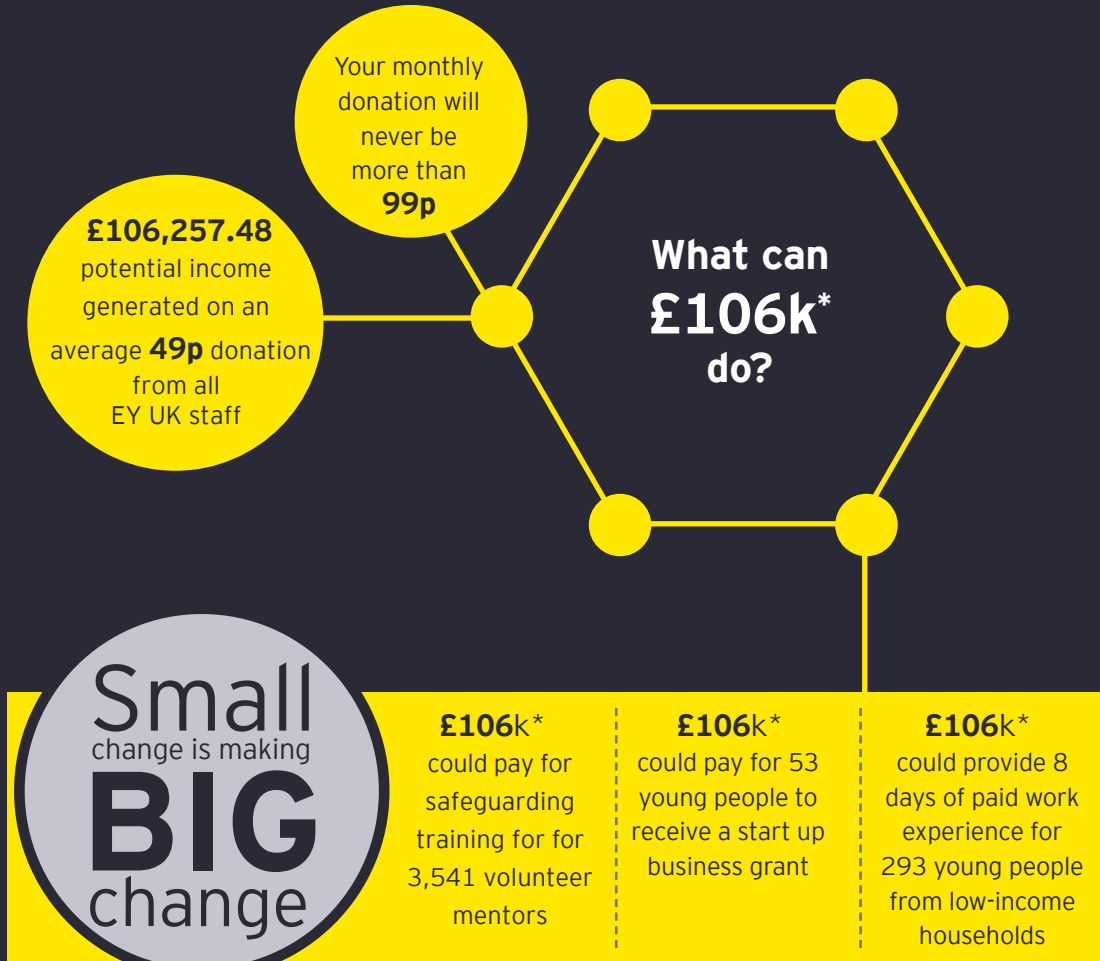 Your monthly
donation will
never be
more than
99p
£106,257.48
potential income
generated on an
average 49p donation
from all
EY UK staff
What can
£106k*
do?
Small
change is making
BIG
change
£106k*
could pay for
safeguarding
training for for
3,541 volunteer
mentors
£106k*
could pay for 53
young people to
receive a start up
business grant
£106k*
could provide 8
days of paid work
experience for
293 young people
from low-income
households